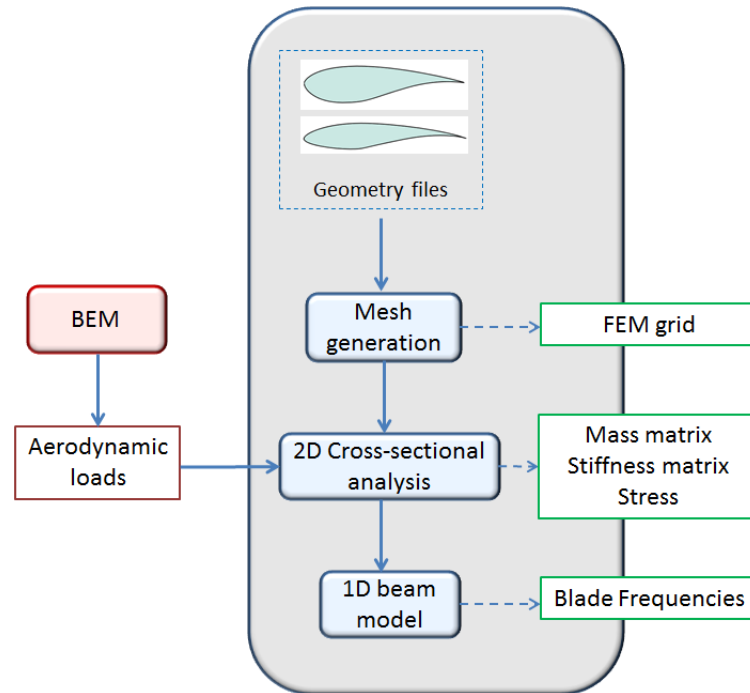 Geometry files
BEM
Mesh
generation
FEM grid
Aerodynamic
loads
2D Cross-sectional
analysis
Mass matrix
Stiffness matrix
Stress
1D beam
model
Blade Frequencies